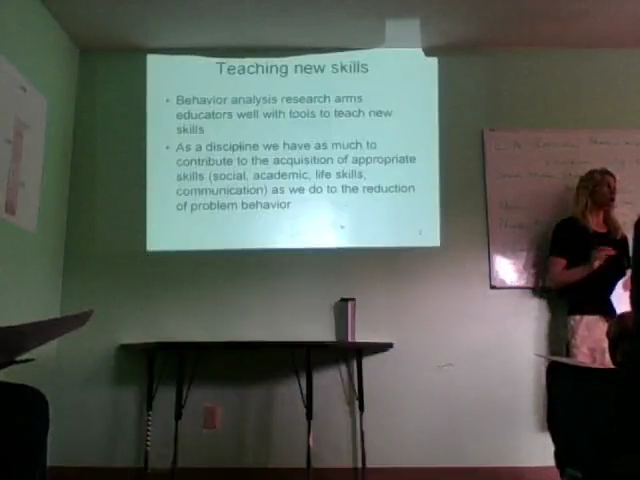 Teaching new skills
• Behavior analysis research arms
educators well with tools to teach new
skills
• As a discipline we have as much to
contribute to the acquisition of appropriate
skills (social, academic, life skills,
communication) as we do to the reduction
of problem behavior